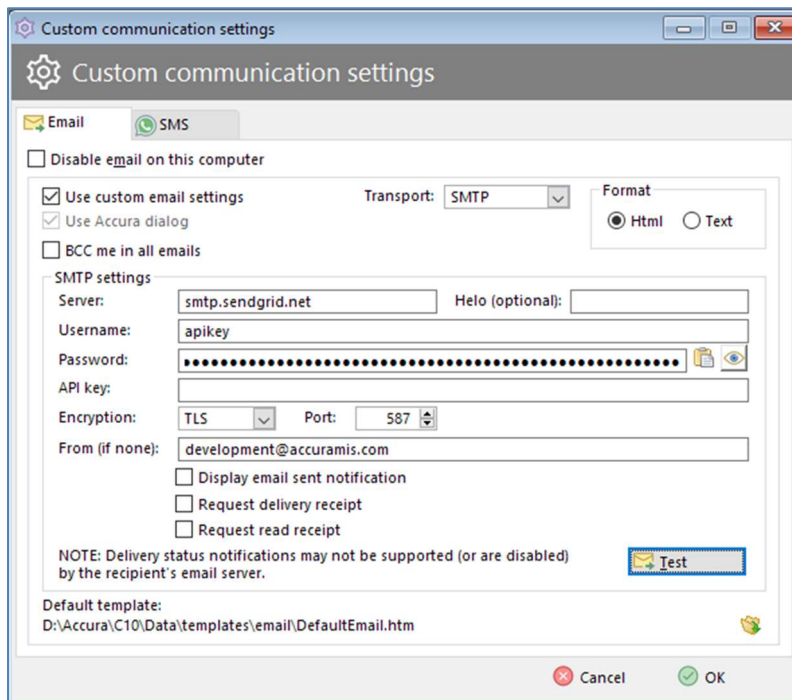 Custom communication settings
Custom communication settings
Email SMS
Disable email on this computer
Use custom email settings Transport: SMTP Format
Use Accura dialog Html Text
BCC me in all emails
SMTP settings
Server: smtp.sendgrid.net Helo (optional):
Username: apikey
Password: ••••••••••••••••••••••••••••••••••••••••••••••••••••••••••
API key:
Encryption: TLS Port: 587
From (if none): development@accuramis.com
Display email sent notification
Request delivery receipt
Request read receipt
NOTE: Delivery status notifications may not be supported (or are disabled)
by the recipient's email server. Test
Default template:
D:\Accura\C10\Data\templates\email\DefaultEmail.htm
Cancel OK